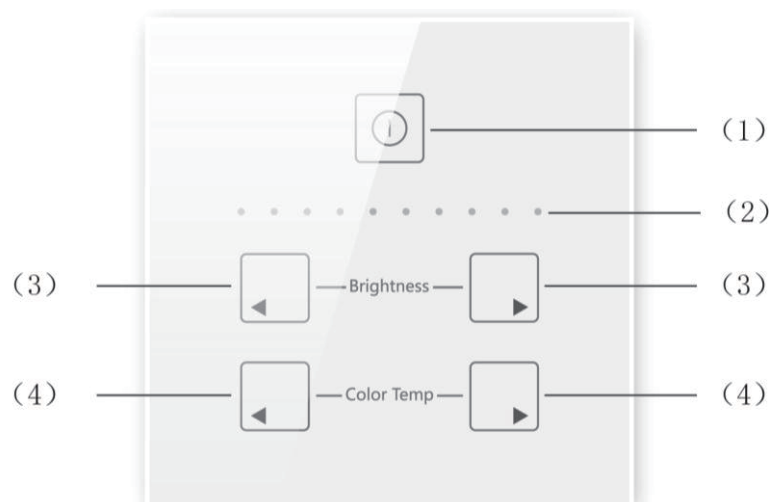 （1）
（2）
（3） Brightness （3）
（4） Color Temp （4）